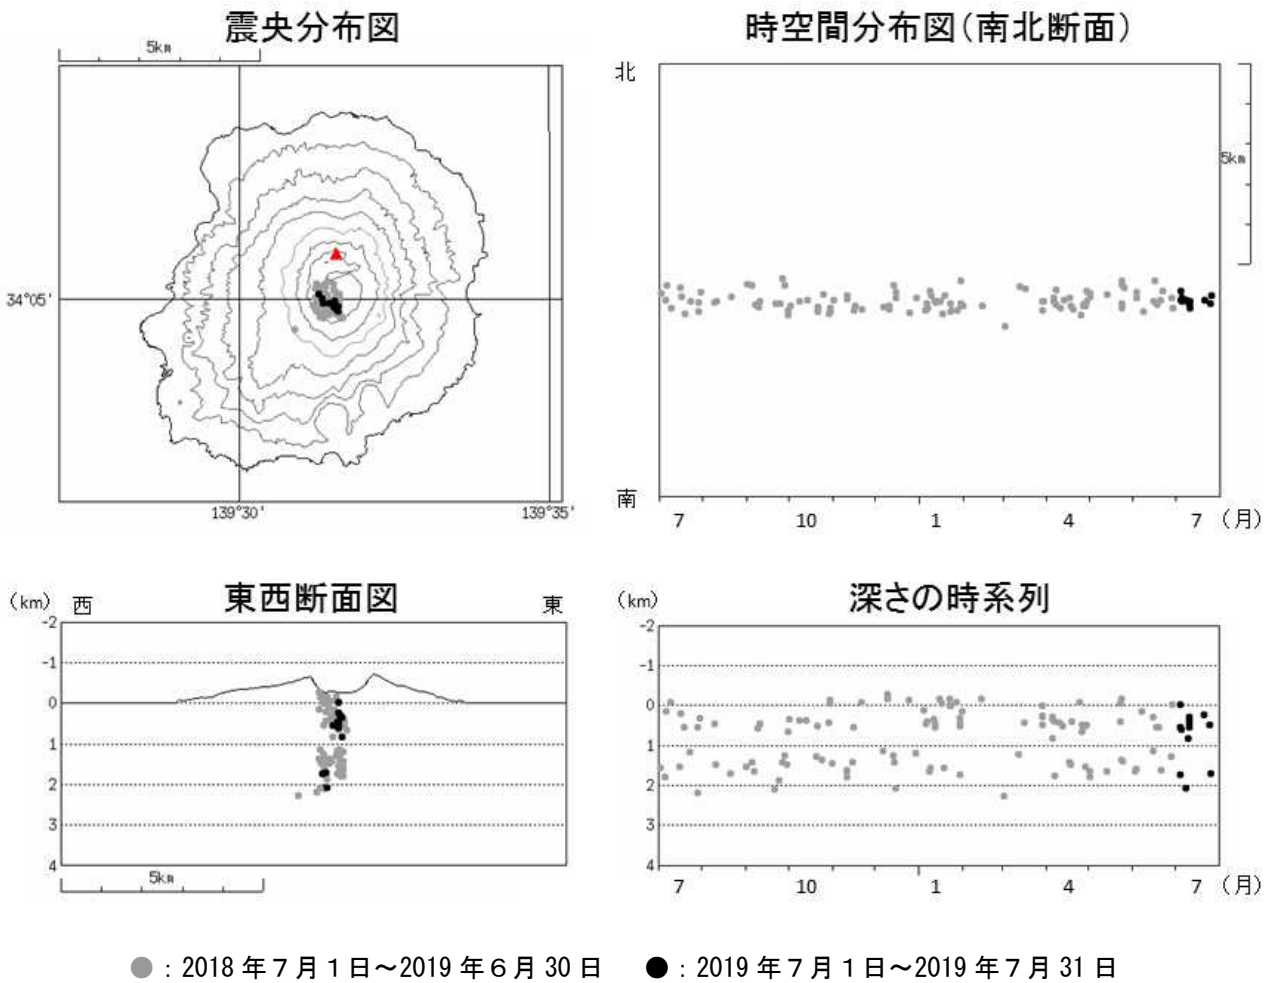 震央分布図
時空間分布図(南北断面)
5km
北
5km
34°05'
南
139°30'
139°35'
7 10 1 4 7 (月)
東西断面図
深さの時系列
(km) 西 東
(km)
-2
-1
0
1
2
3
4
5km
-2
-1
0
1
2
3
4
7 10 1 4 7 (月)
●：2018年7月1日～2019年6月30日 ●：2019年7月1日～2019年7月31日